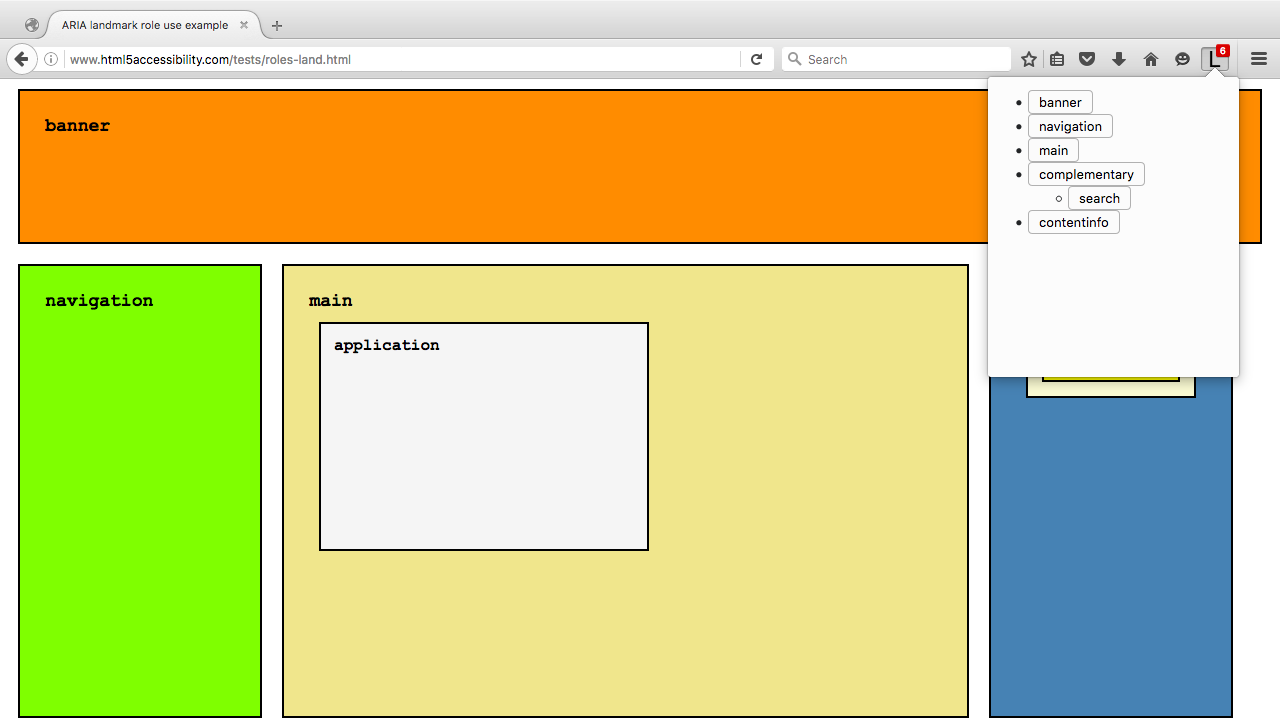 ARIA landmark role use example
www.html5accessibility.com/tests/roles-land.html
Search
L
6
banner
banner
navigation
main
complementary
search
contentinfo
navigation
main
application